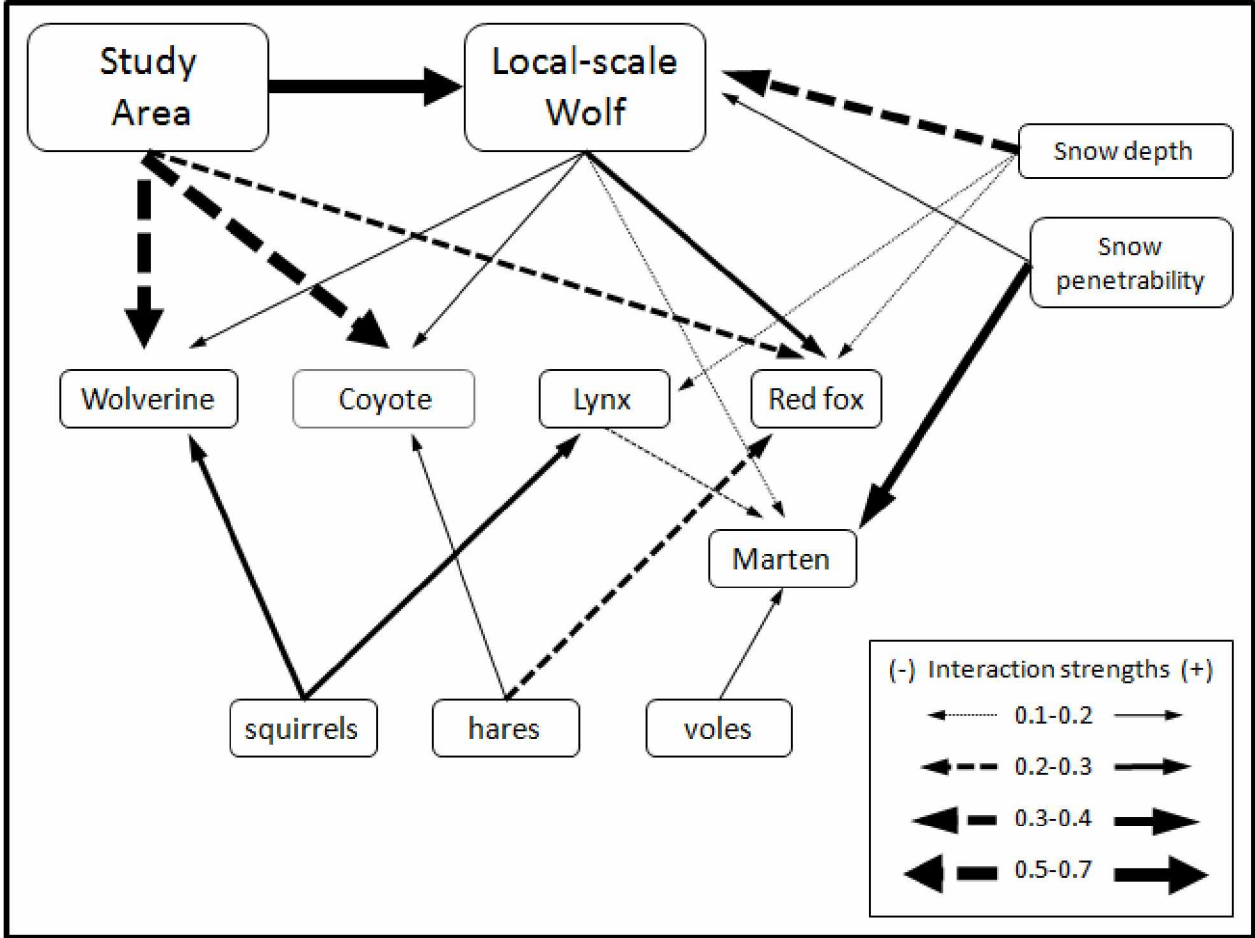 Study
Area
Local-scale
Wolf
Snow depth
Snow
penetrability
Wolverine
Coyote
Lynx
Red fox
Marten
squirrels
hares
voles
(-) Interaction strengths (+)
0.1-0.2
0.2-0.3
0.3-0.4
0.5-0.7